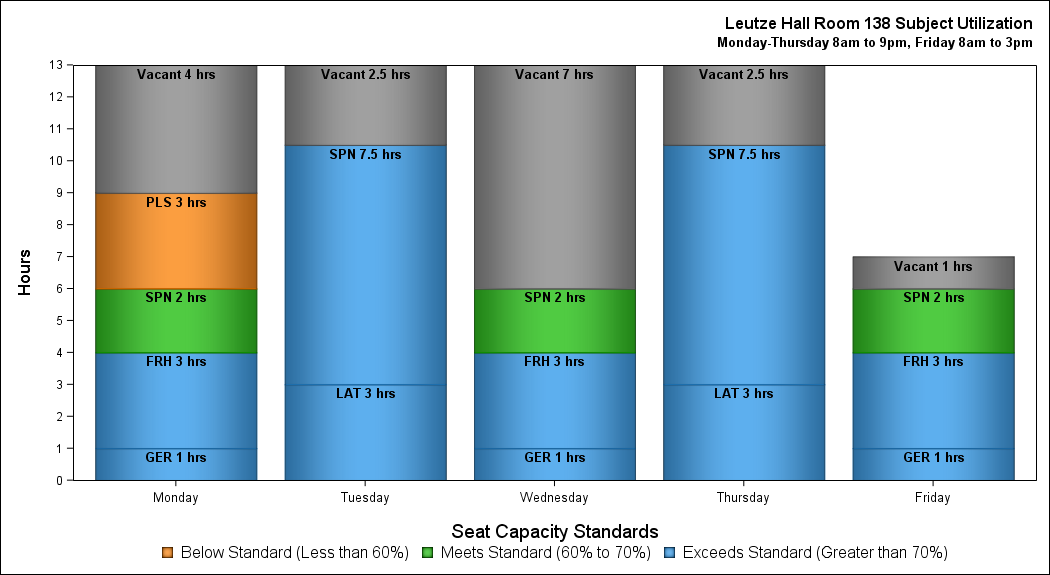 Leutze Hall Room 138 Subject Utilization
Monday-Thursday 8am to 9pm, Friday 8am to 3pm
Hours
13
12
11
10
9
8
7
6
5
4
3
2
1
0
Vacant 4 hrs
PLS 3 hrs
SPN 2 hrs
FRH 3 hrs
GER 1 hrs
Vacant 2.5 hrs
SPN 7.5 hrs
LAT 3 hrs
Vacant 7 hrs
SPN 2 hrs
FRH 3 hrs
GER 1 hrs
Vacant 2.5 hrs
SPN 7.5 hrs
LAT 3 hrs
Vacant 1 hrs
SPN 2 hrs
FRH 3 hrs
GER 1 hrs
Monday Tuesday Wednesday Thursday Friday
Seat Capacity Standards
Below Standard (Less than 60%) Meets Standard (60% to 70%) Exceeds Standard (Greater than 70%)